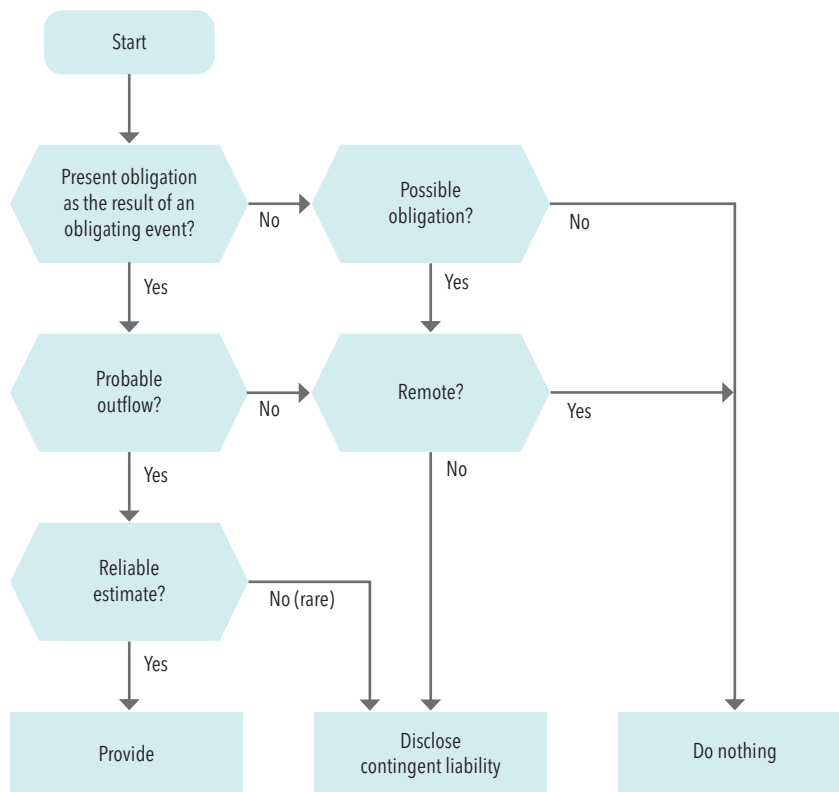 Start
Present obligation
as the result of an
obligating event?
No
Possible
obligation?
No
Yes
Yes
Probable
outflow?
No
Remote?
Yes
Yes
No
Reliable
estimate?
No (rare)
Yes
Provide
Disclose
contingent liability
Do nothing